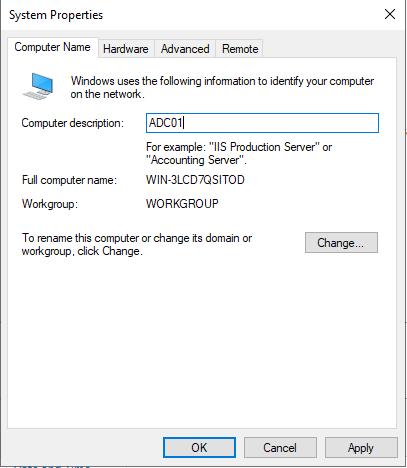 System Properties
Computer Name Hardware Advanced Remote
Windows uses the following information to identify your computer
on the network.
Computer description: ADC01
For example: "IIS Production Server" or
"Accounting Server".
Full computer name: WIN-3LCD7QSITOD
Workgroup: WORKGROUP
To rename this computer or change its domain or
workgroup, click Change.
Change...
OK Cancel Apply